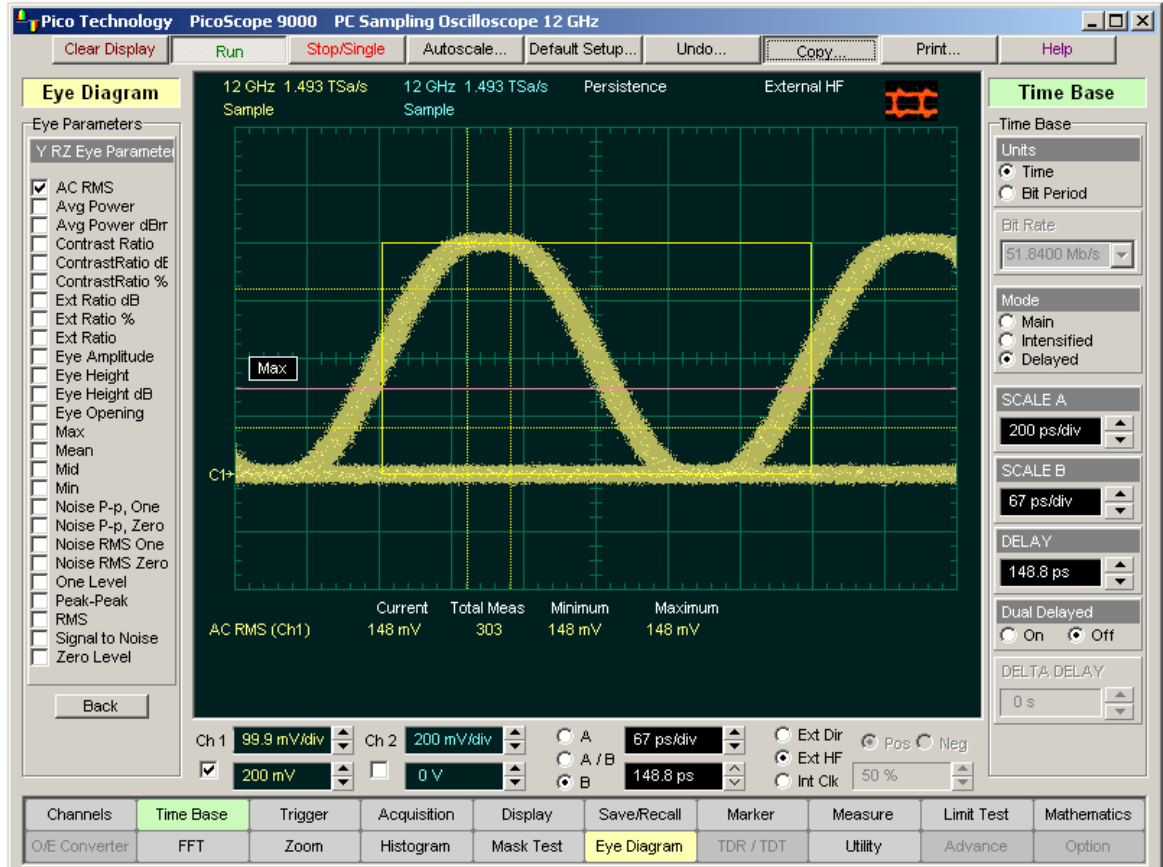 Pico Technology PicoScope 9000 PC Sampling Oscilloscope 12 GHz
Clear Display Run Stop/Single Autoscale... Default Setup... Undo... Copy... Print... Help
Eye Diagram
Eye Parameters
Y RZ Eye Parameter
AC RMS
Avg Power
Avg Power dBm
Contrast Ratio
ContrastRatio dE
ContrastRatio %
Ext Ratio dB
Ext Ratio %
Ext Ratio
Eye Amplitude
Eye Height
Eye Height dB
Eye Opening
Max
Mean
Mid
Min
Noise P-p, One
Noise P-p, Zero
Noise RMS One
Noise RMS Zero
One Level
Peak-Peak
RMS
Signal to Noise
Zero Level
Back
12 GHz 1.493 TSa/s 12 GHz 1.493 TSa/s Persistence External HF
Sample Sample
Max
C1
Current Total Meas Minimum Maximum
AC RMS (Ch1) 148 mV 303 148 mV 148 mV
Time Base
Time Base
Units
Time
Bit Period
Bit Rate
51.8400 Mb/s
Mode
Main
Intensified
Delayed
SCALE A
200 ps/div
SCALE B
67 ps/div
DELAY
148.8 ps
Dual Delayed
On Off
DELTA DELAY
0 s
Ch 1 99.9 mV/div Ch 2 200 mV/div A 67 ps/div Ext Dir Pos Neg
A / B Ext HF
200 mV 0 V B 148.8 ps Int Clk 50 %
Channels Time Base Trigger Acquisition Display Save/Recall Marker Measure Limit Test Mathematics
O/E Converter FFT Zoom Histogram Mask Test Eye Diagram TDR / TDT Utility Advance Option